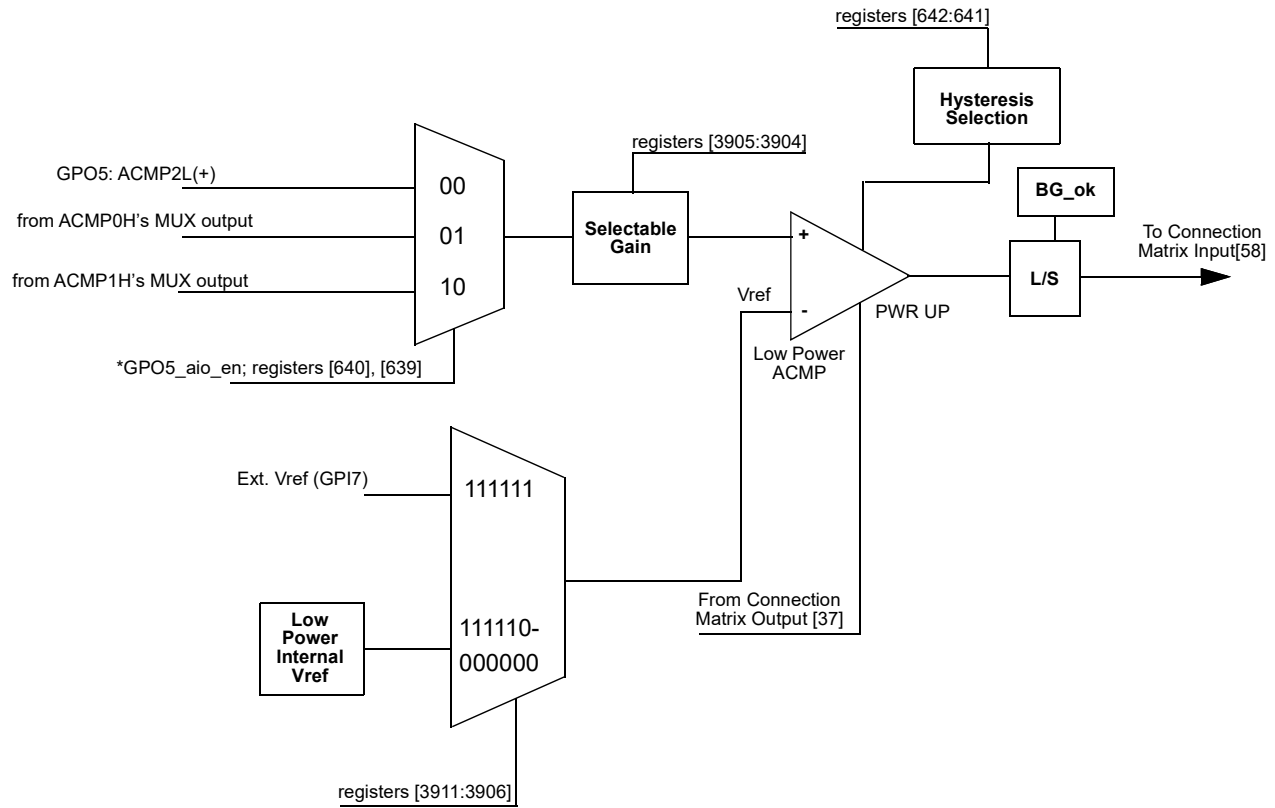 registers [642:641]
Hysteresis
Selection
registers [3905:3904]
GPO5: ACMP2L(+)
00
from ACMP0H's MUX output
01
from ACMP1H's MUX output
10
Selectable
Gain
+
-
Vref
BG_ok
L/S
To Connection
Matrix Input[58]
PWR UP
Low Power
ACMP
*GPO5_aio_en; registers [640], [639]
Ext. Vref (GPI7)
111111
Low
Power
Internal
Vref
111110-
000000
From Connection
Matrix Output [37]
registers [3911:3906]